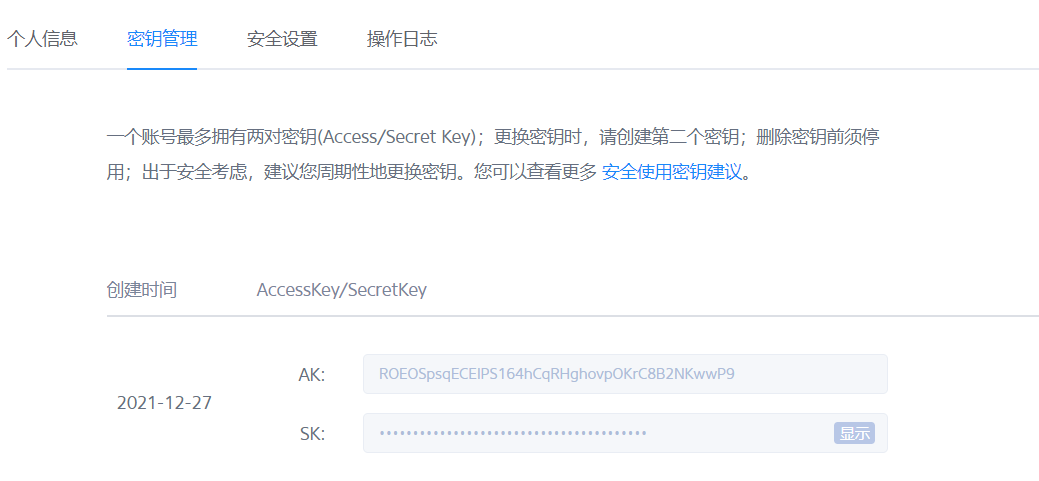 个人信息 密钥管理 安全设置 操作日志
一个账号最多拥有两对密钥(Access/Secret Key)；更换密钥时，请创建第二个密钥；删除密钥前须停
用；出于安全考虑，建议您周期性地更换密钥。您可以查看更多 安全使用密钥建议。
创建时间 AccessKey/SecretKey
AK: ROEOSpsqECEIPS164hCqRHghovpOKrC8B2NKwwP9
2021-12-27
SK: •••••••••••••••••••••••••••••••••••••••• 显示